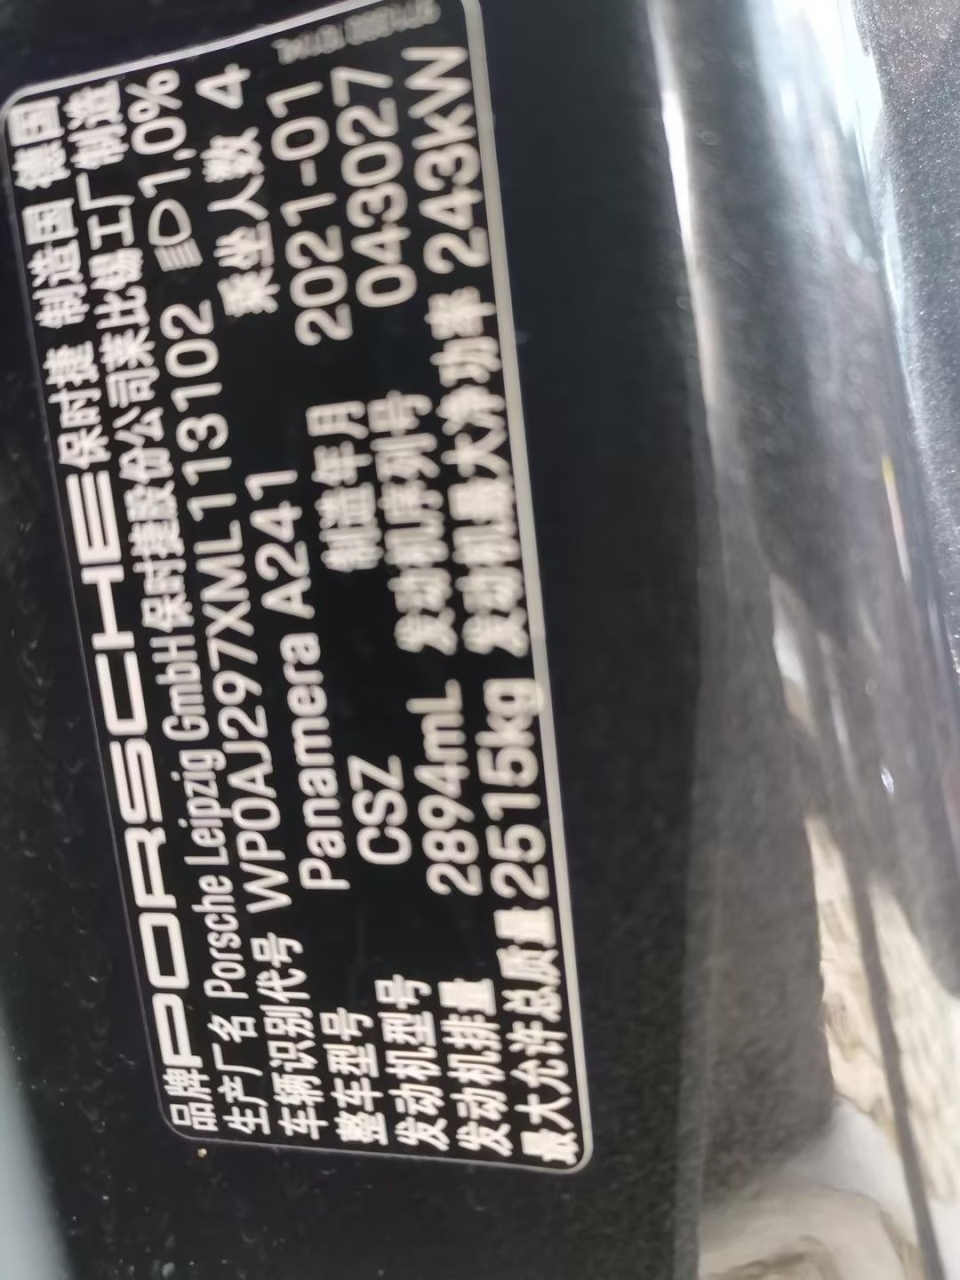 品牌 PORSCHE 保时捷 制造国 德国
生产厂名 Porsche Leipzig GmbH 保时捷股份公司莱比锡工厂制造
车辆识别代号 WP0AJ297XML113102 1,0%
整车型号 Panamera A241 乘坐人数 4
发动机型号 CSZ 制造年月 2021-01
发动机排量 2894mL 发动机序列号 043027
最大允许总质量 2515kg 发动机最大净功率 243KW